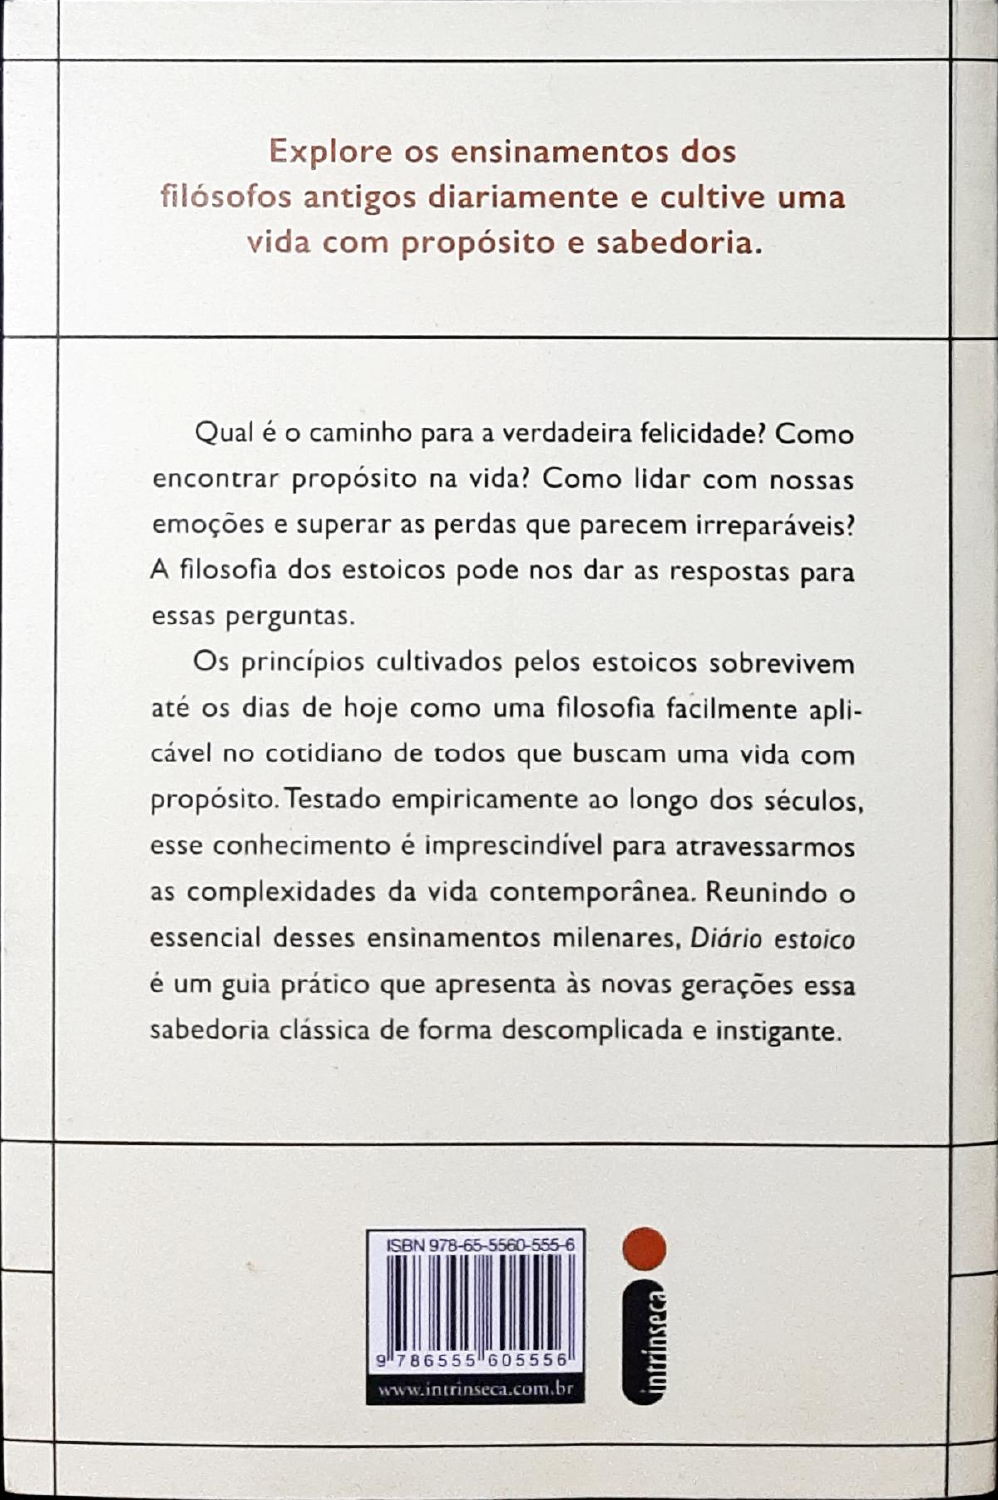 Explore os ensinamentos dos
filósofos antigos diariamente e cultive uma
vida com propósito e sabedoria.
Qual é o caminho para a verdadeira felicidade? Como
encontrar propósito na vida? Como lidar com nossas
emoções e superar as perdas que parecem irreparáveis?
A filosofia dos estoicos pode nos dar as respostas para
essas perguntas.
Os princípios cultivados pelos estoicos sobrevivem
até os dias de hoje como uma filosofia facilmente apli-
cável no cotidiano de todos que buscam uma vida com
propósito. Testado empiricamente ao longo dos séculos,
esse conhecimento é imprescindível para atravessarmos
as complexidades da vida contemporânea. Reunindo o
essencial desses ensinamentos milenares, Diário estoico
é um guia prático que apresenta às novas gerações essa
sabedoria clássica de forma descomplicada e instigante.
ISBN 978-65-5560-555-6
9 786555 605556
www.intrinseca.com.br
intrínseca